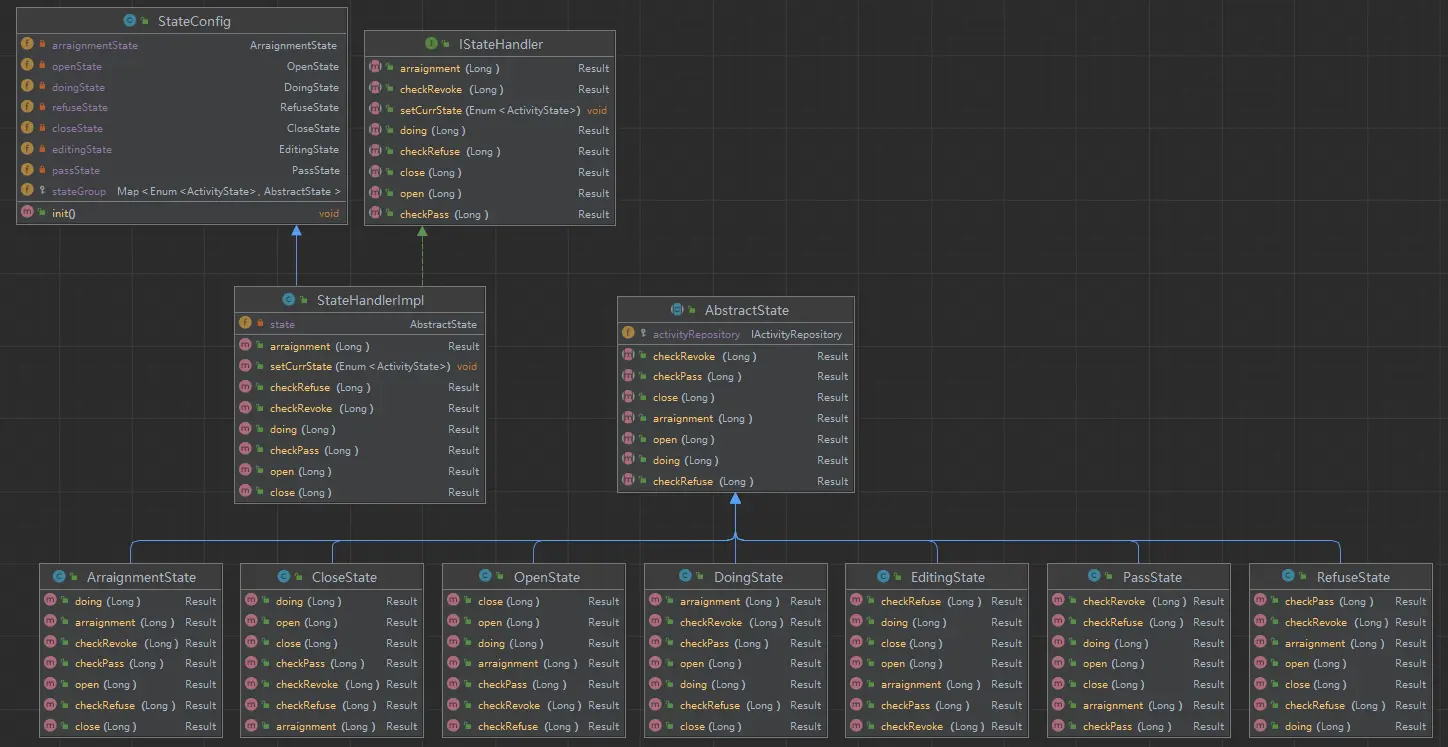 StateConfig
arraignmentState ArraignmentState
openState OpenState
doingState DoingState
refuseState RefuseState
closeState CloseState
editingState EditingState
passState PassState
stateGroup Map <Enum <ActivityState>, AbstractState >
init() void
IStateHandler
arraignment (Long ) Result
checkRevoke (Long ) Result
setCurrState (Enum <ActivityState>) void
doing (Long ) Result
checkRefuse (Long ) Result
close (Long ) Result
open (Long ) Result
checkPass (Long ) Result
StateHandlerImpl
state AbstractState
arraignment (Long ) Result
setCurrState (Enum <ActivityState>) void
checkRefuse (Long ) Result
checkRevoke (Long ) Result
doing (Long ) Result
checkPass (Long ) Result
open (Long ) Result
close (Long ) Result
AbstractState
activityRepository IActivityRepository
checkRevoke (Long ) Result
checkPass (Long ) Result
close (Long ) Result
arraignment (Long ) Result
open (Long ) Result
doing (Long ) Result
checkRefuse (Long ) Result
ArraignmentState
doing (Long ) Result
arraignment (Long ) Result
checkRevoke (Long ) Result
checkPass (Long ) Result
open (Long ) Result
checkRefuse (Long ) Result
close (Long ) Result
CloseState
doing (Long ) Result
open (Long ) Result
close (Long ) Result
checkPass (Long ) Result
checkRevoke (Long ) Result
checkRefuse (Long ) Result
arraignment (Long ) Result
OpenState
close (Long ) Result
open (Long ) Result
doing (Long ) Result
arraignment (Long ) Result
checkPass (Long ) Result
checkRevoke (Long ) Result
checkRefuse (Long ) Result
DoingState
arraignment (Long ) Result
checkRevoke (Long ) Result
checkPass (Long ) Result
open (Long ) Result
doing (Long ) Result
checkRefuse (Long ) Result
close (Long ) Result
EditingState
checkRefuse (Long ) Result
doing (Long ) Result
close (Long ) Result
open (Long ) Result
arraignment (Long ) Result
checkPass (Long ) Result
checkRevoke (Long ) Result
PassState
checkRevoke (Long ) Result
checkRefuse (Long ) Result
doing (Long ) Result
open (Long ) Result
close (Long ) Result
arraignment (Long ) Result
checkPass (Long ) Result
RefuseState
checkPass (Long ) Result
checkRevoke (Long ) Result
arraignment (Long ) Result
open (Long ) Result
close (Long ) Result
checkRefuse (Long ) Result
doing (Long ) Result